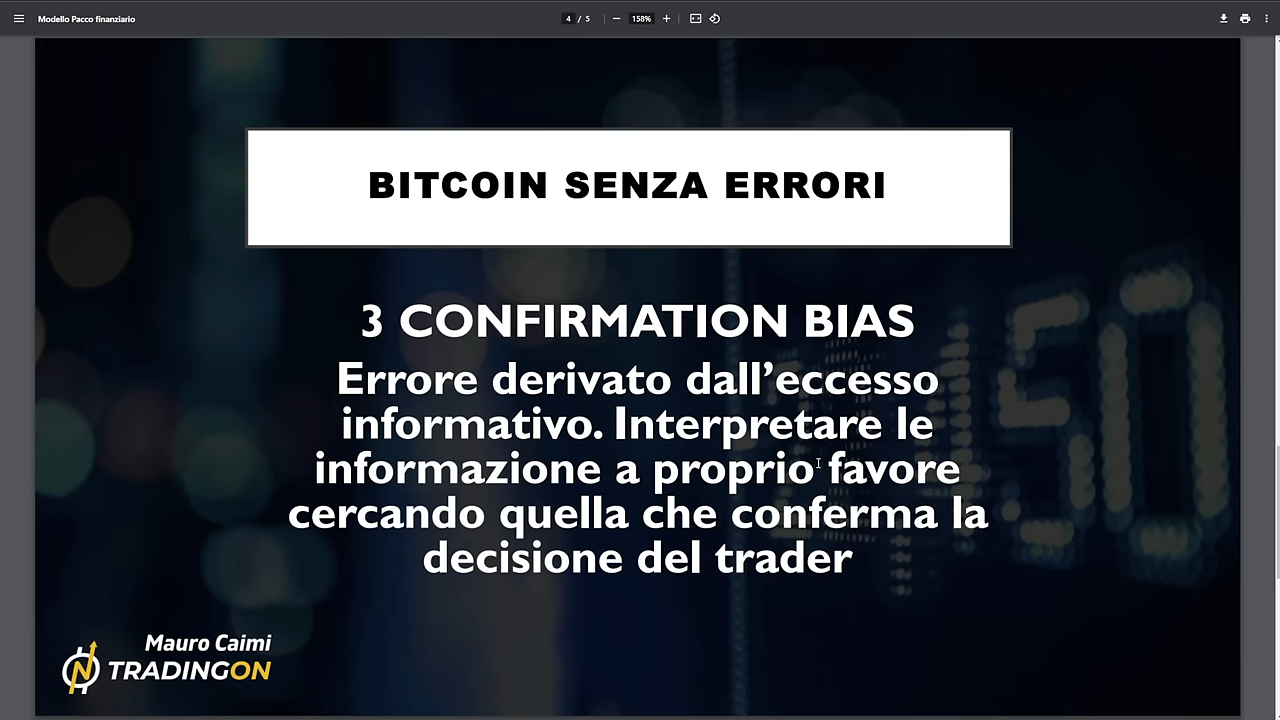 Modello Pacco finanziario
4 / 5
158%
BITCOIN SENZA ERRORI
3 CONFIRMATION BIAS
Errore derivato dall’eccesso
informativo. Interpretare le
informazione a proprio favore
cercando quella che conferma la
decisione del trader
Mauro Caimi
TRADINGON
150